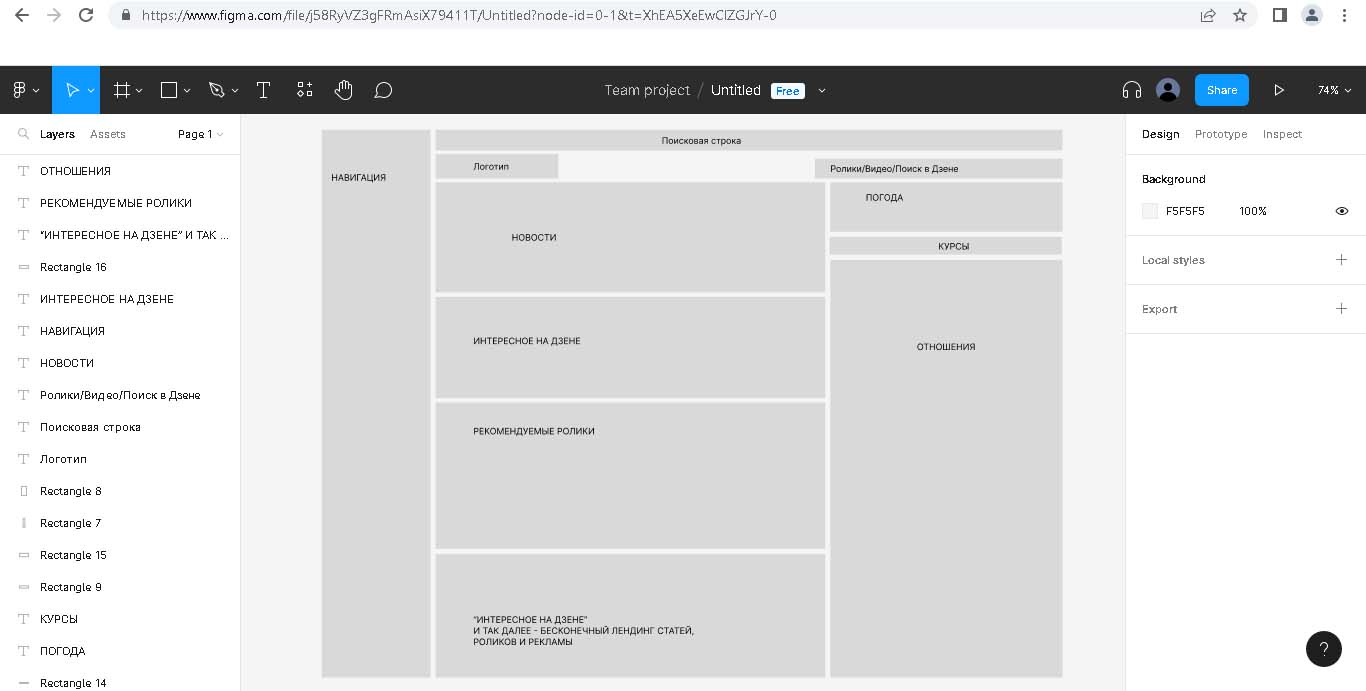 https://www.figma.com/file/j58RyVZ3gFRmAsiX79411T/Untitled?node-id=0-1&t=XhEA5XeEwClZGJrY-0
Team project / Untitled Free
Share
74%
Layers Assets Page 1
ОТНОШЕНИЯ
РЕКОМЕНДУЕМЫЕ РОЛИКИ
“ИНТЕРЕСНОЕ НА ДЗЕНЕ” И ТАК ...
Rectangle 16
ИНТЕРЕСНОЕ НА ДЗЕНЕ
НАВИГАЦИЯ
НОВОСТИ
Ролики/Видео/Поиск в Дзене
Поисковая строка
Логотип
Rectangle 8
Rectangle 7
Rectangle 15
Rectangle 9
КУРСЫ
ПОГОДА
Rectangle 14
НАВИГАЦИЯ
Поисковая строка
Логотип
Ролики/Видео/Поиск в Дзене
НОВОСТИ
ПОГОДА
КУРСЫ
ИНТЕРЕСНОЕ НА ДЗЕНЕ
ОТНОШЕНИЯ
РЕКОМЕНДУЕМЫЕ РОЛИКИ
“ИНТЕРЕСНОЕ НА ДЗЕНЕ”
И ТАК ДАЛЕЕ - БЕСКОНЕЧНЫЙ ЛЕНДИНГ СТАТЕЙ,
РОЛИКОВ И РЕКЛАМЫ
Design Prototype Inspect
Background
F5F5F5 100%
Local styles
Export
?